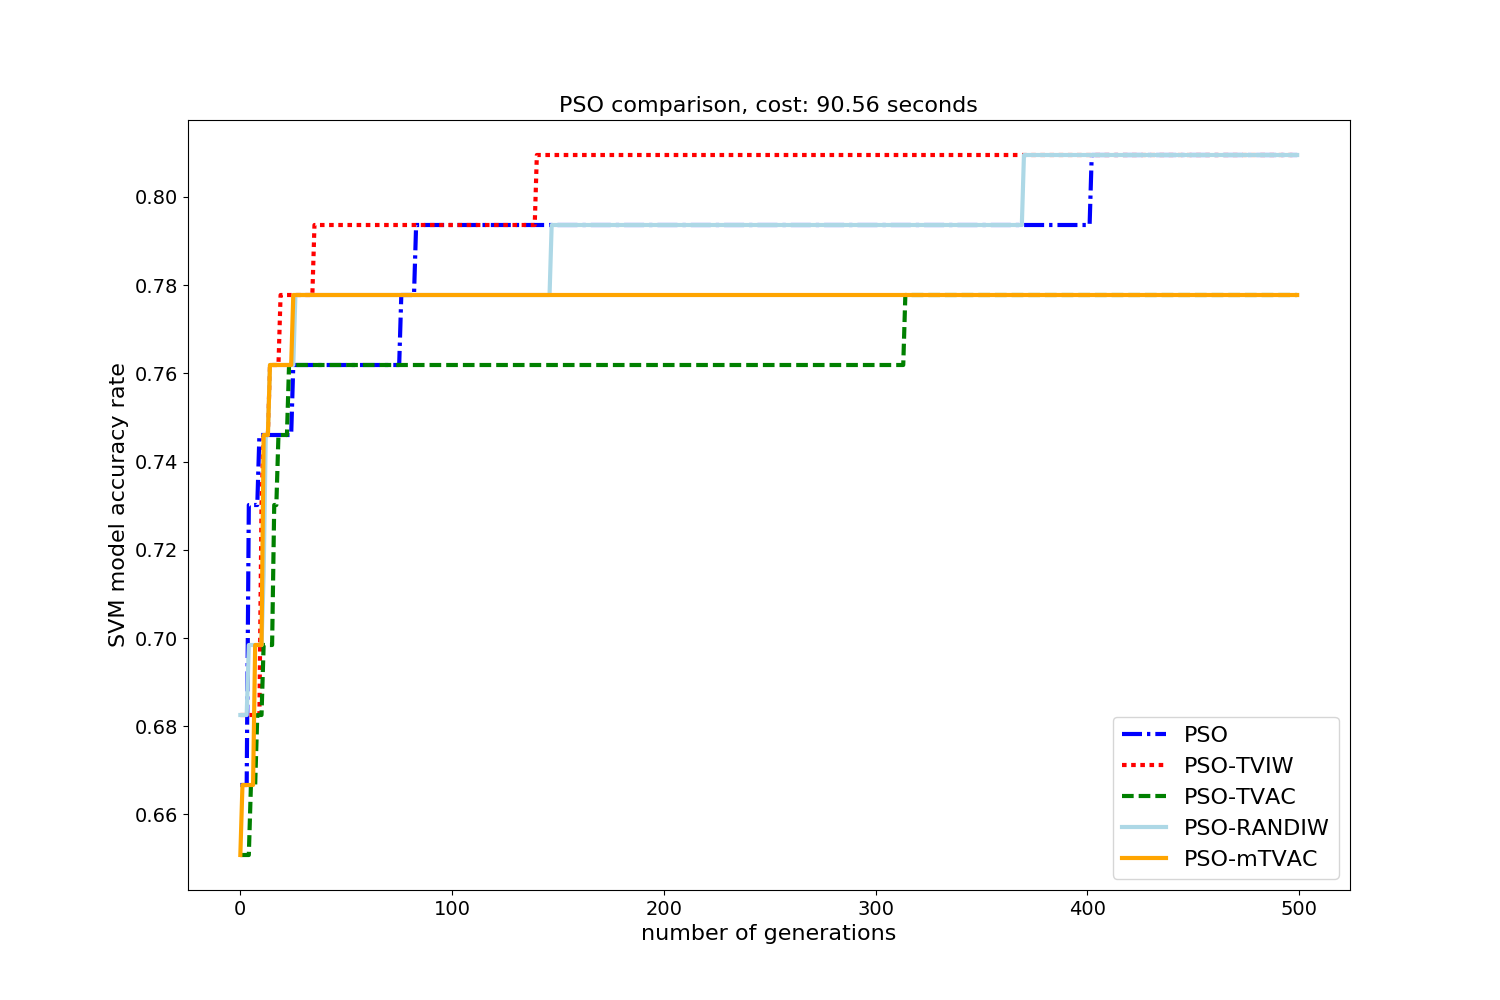 PSO comparison, cost: 90.56 seconds
SVM model accuracy rate
0.80
0.78
0.76
0.74
0.72
0.70
0.68
0.66
0 100 200 300 400 500
number of generations
PSO
PSO-TVIW
PSO-TVAC
PSO-RANDIW
PSO-mTVAC